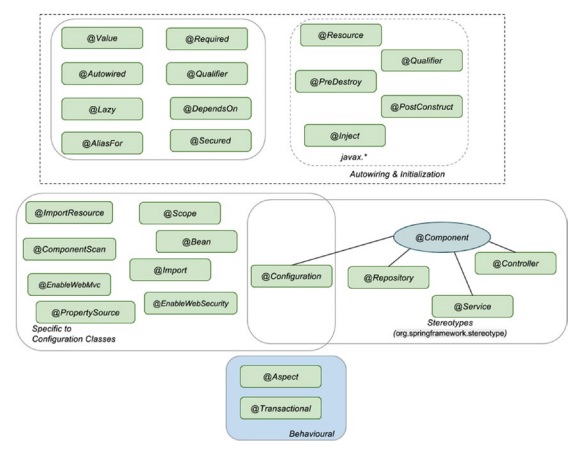 @Value
@Required
@Autowired
@Qualifier
@Lazy
@DependsOn
@AliasFor
@Secured
@Resource
@Qualifier
@PreDestroy
@PostConstruct
@Inject
javax.*
Autowiring & Initialization
@ImportResource
@Scope
@ComponentScan
@Bean
@Import
@EnableWebMvc
@EnableWebSecurity
@PropertySource
Specific to
Configuration Classes
@Configuration
@Component
@Repository
@Controller
@Service
Stereotypes
(org.springframework.stereotype)
@Aspect
@Transactional
Behavioural